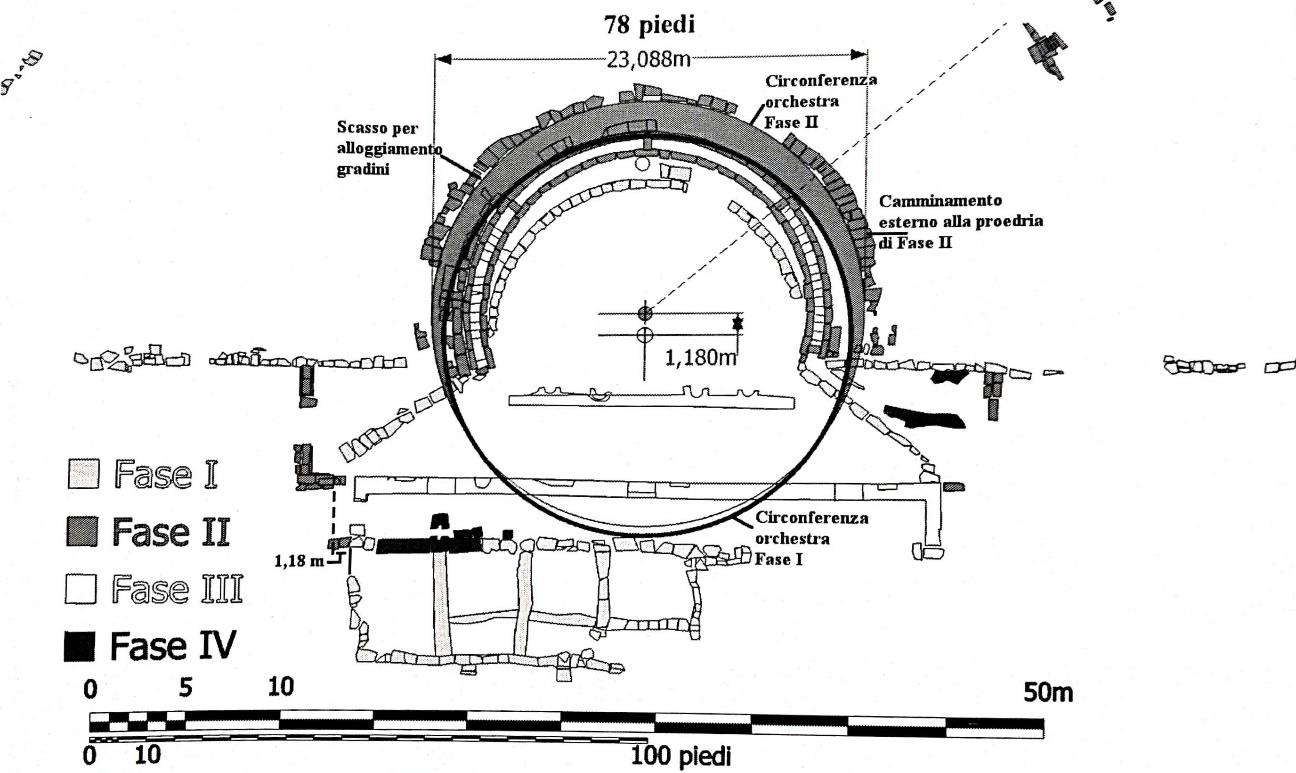 78 piedi
23,088m
Circonferenza
orchestra
Fase II
Scasso per
alloggiamento
gradini
Camminamento
esterno alla proedria
di Fase II
1,180m
Fase I
Fase II
Fase III
Fase IV
Circonferenza
orchestra
Fase I
1,18 m
0 5 10 50m
0 10 100 piedi